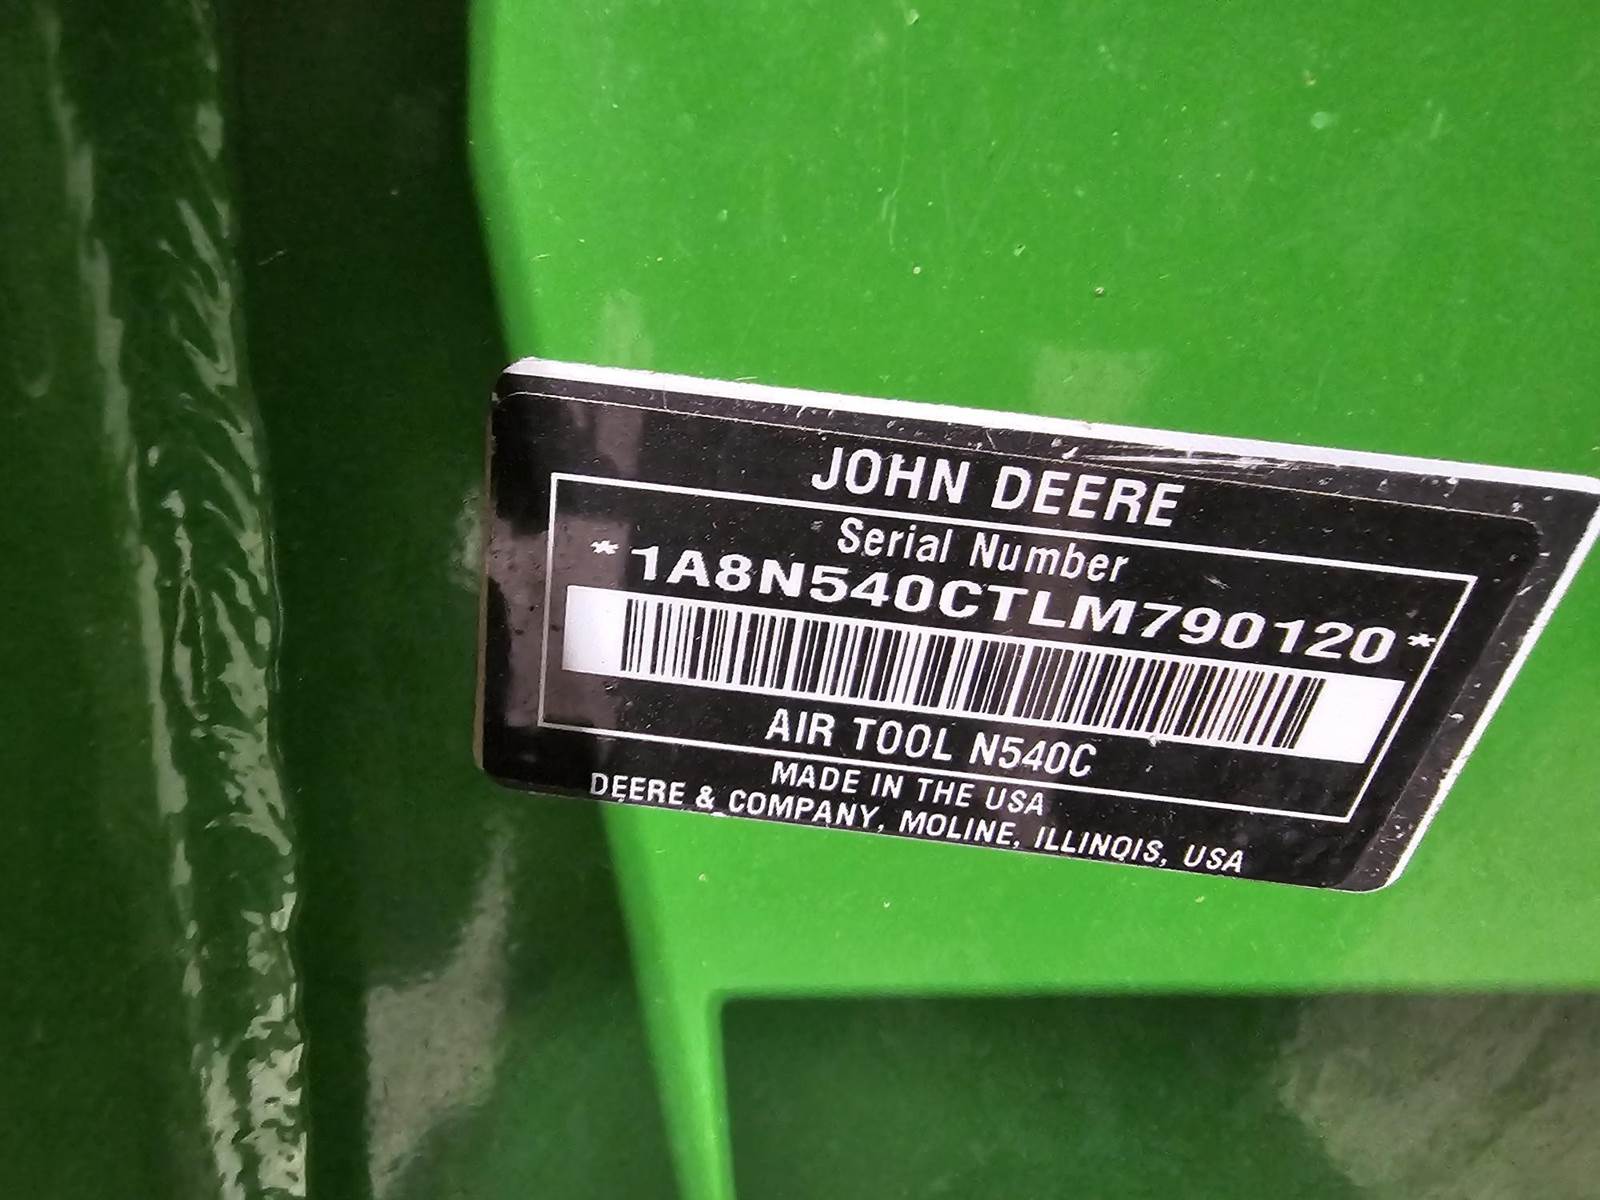 JOHN DEERE
Serial Number
*1A8N540CTLM790120*
AIR TOOL N540C
MADE IN THE USA
DEERE & COMPANY, MOLINE, ILLINOIS, USA